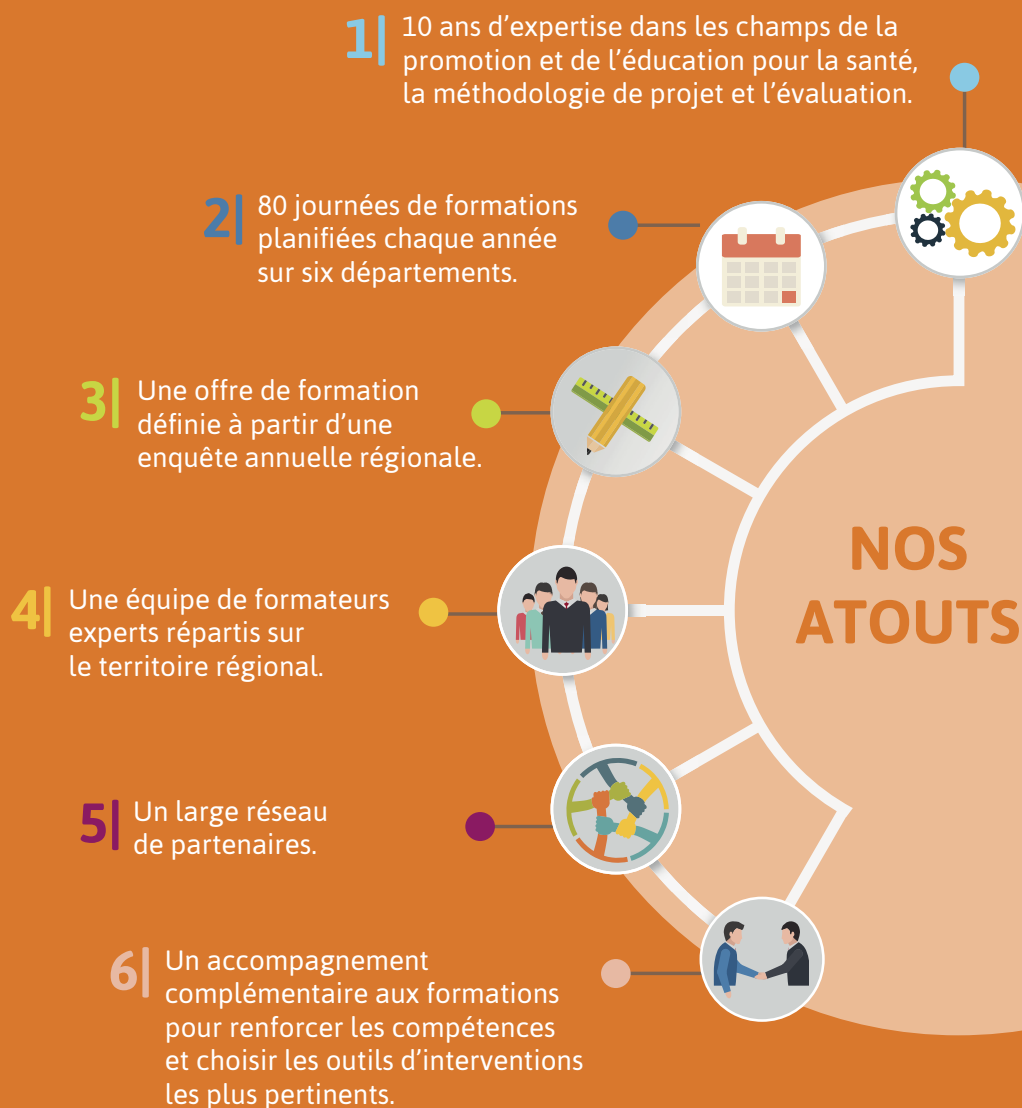 1| 10 ans d’expertise dans les champs de la
promotion et de l’éducation pour la santé,
la méthodologie de projet et l’évaluation.
2| 80 journées de formations
planifiées chaque année
sur six départements.
3| Une offre de formation
définie à partir d’une
enquête annuelle régionale.
4| Une équipe de formateurs
experts répartis sur
le territoire régional.
5| Un large réseau
de partenaires.
6| Un accompagnement
complémentaire aux formations
pour renforcer les compétences
et choisir les outils d’interventions
les plus pertinents.
NOS
ATOUTS